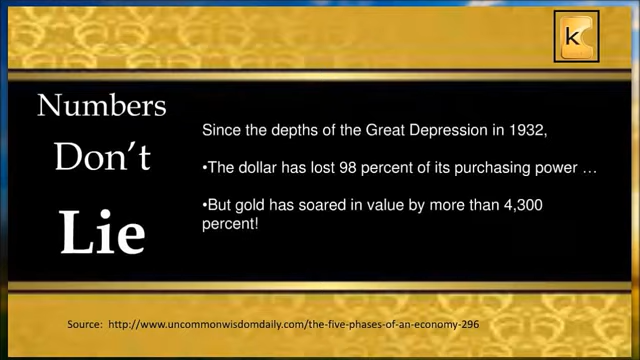 k
Numbers
Don't
Lie
Since the depths of the Great Depression in 1932,
•The dollar has lost 98 percent of its purchasing power …
•But gold has soared in value by more than 4,300
percent!
Source: http://www.uncommonwisdomdaily.com/the-five-phases-of-an-economy-296